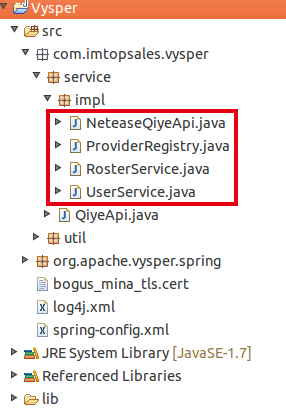 Vysper
src
com.imtopsales.vysper
service
impl
NeteaseQiyeApi.java
ProviderRegistry.java
RosterService.java
UserService.java
QiyeApi.java
util
org.apache.vysper.spring
bogus_mina_tls.cert
log4j.xml
spring-config.xml
JRE System Library [JavaSE-1.7]
Referenced Libraries
lib